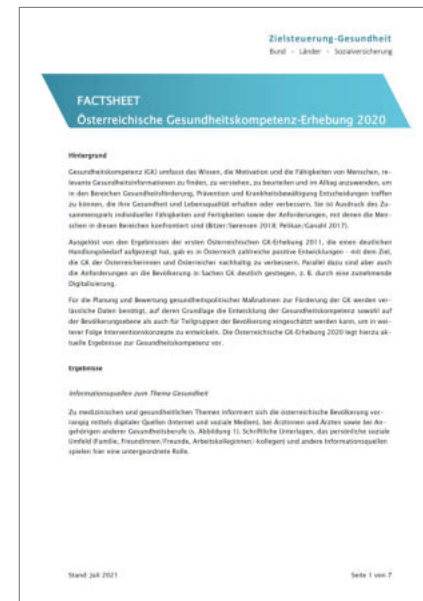 Zielsteuerung-Gesundheit
Bund · Länder · Sozialversicherung
FACTSHEET
Österreichische Gesundheitskompetenz-Erhebung 2020
Hintergrund
Gesundheitskompetenz (GK) umfasst das Wissen, die Motivation und die Fähigkeiten von Menschen, re-
levante Gesundheitsinformationen zu finden, zu verstehen, zu beurteilen und im Alltag anzuwenden, um
in den Bereichen Gesundheitsförderung, Prävention und Krankheitsbewältigung Entscheidungen treffen
zu können, die ihre Gesundheit und Lebensqualität erhalten oder verbessern. Sie ist Ausdruck des Zu-
sammenspiels individueller Fähigkeiten und Fertigkeiten sowie der Anforderungen, mit denen die Men-
schen in diesen Bereichen konfrontiert sind (Bitzer/Sørensen 2018; Pelikan/Ganahl 2017).
Ausgelöst von den Ergebnissen der ersten Österreichischen GK-Erhebung 2011, die einen deutlichen
Handlungsbedarf aufgezeigt hat, gab es in Österreich zahlreiche positive Entwicklungen – mit dem Ziel,
die GK der Österreicherinnen und Österreicher nachhaltig zu verbessern. Parallel dazu sind aber auch
die Anforderungen an die Bevölkerung in Sachen GK deutlich gestiegen, z. B. durch eine zunehmende
Digitalisierung.
Für die Planung und Bewertung gesundheitspolitischer Maßnahmen zur Förderung der GK werden ver-
lässliche Daten benötigt, auf deren Grundlage die Entwicklung der Gesundheitskompetenz sowohl auf
der Bevölkerungsebene als auch für Teilgruppen der Bevölkerung eingeschätzt werden kann, um in wei-
terer Folge Interventionskonzepte zu entwickeln. Die Österreichische GK-Erhebung 2020 legt hierzu ak-
tuelle Ergebnisse zur Gesundheitskompetenz vor.
Ergebnisse
Informationsquellen zum Thema Gesundheit
Zu medizinischen und gesundheitlichen Themen informiert sich die österreichische Bevölkerung vor-
rangig mittels digitaler Quellen (Internet und soziale Medien), bei Ärztinnen und Ärzten sowie bei An-
gehörigen anderer Gesundheitsberufe (s. Abbildung 1). Schriftliche Unterlagen, das persönliche soziale
Umfeld (Familie, Freundinnen/Freunde, Arbeitskolleginnen/-kollegen) und andere Informationsquellen
spielen hier eine untergeordnete Rolle.
Stand: Juli 2021
Seite 1 von 7